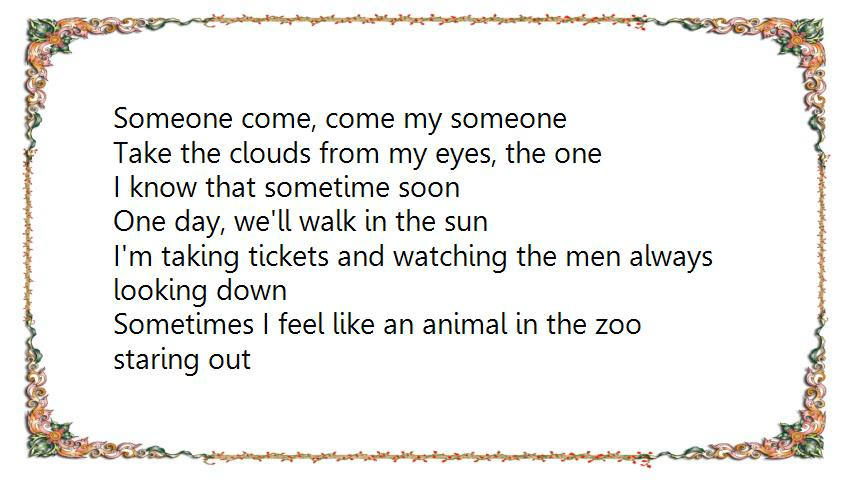 Someone come, come my someone
Take the clouds from my eyes, the one
I know that sometime soon
One day, we'll walk in the sun
I'm taking tickets and watching the men always
looking down
Sometimes I feel like an animal in the zoo
staring out